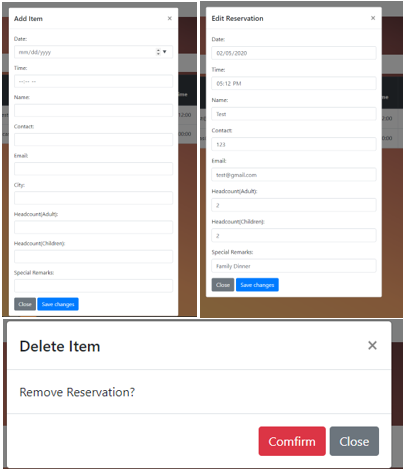 Add Item ×
Date:
mm/dd/yyyy
Time:
--:-- --
Name:
Contact:
Email:
City:
Headcount(Adult):
Headcount(Children):
Special Remarks:
Close Save changes
Edit Reservation ×
Date:
02/05/2020
Time:
05:12 PM
Name:
Test
Contact:
123
Email:
test@gmail.com
Headcount(Adult):
2
Headcount(Children):
2
Special Remarks:
Family Dinner
Close Save changes
Delete Item ×
Remove Reservation?
Comfirm Close